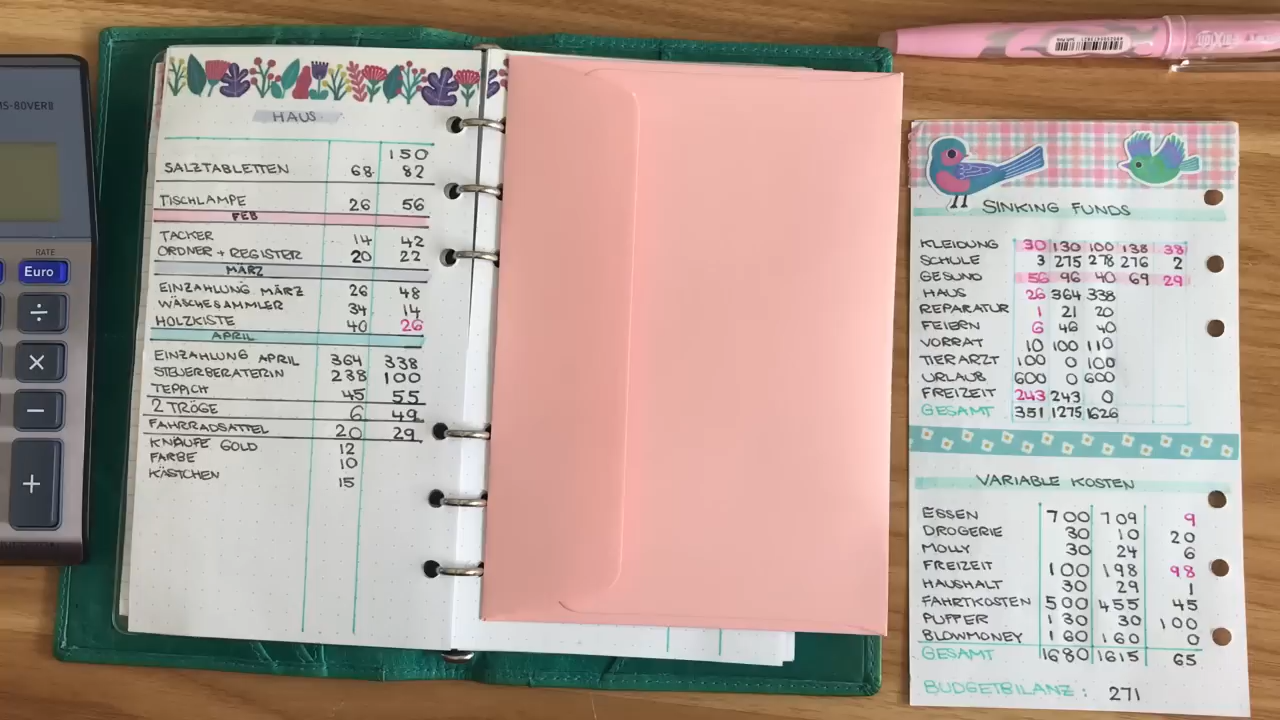 MS-80VER8
RATE
Euro
÷
×
−
+
HAUS
150
SALZTABLETTEN 68 82
TISCHLAMPE 26 56
FEB
TACKER 14 42
ORDNER + REGISTER 20 22
MÄRZ
EINZAHLUNG MÄRZ 26 48
WÄSCHESAMMLER 34 14
HOLZKISTE 40 26
APRIL
EINZAHLUNG APRIL 364 338
STEUERBERATERIN 238 100
TEPPICH 45 55
2 TRÖGE 6 49
FAHRRADSATTEL 20 29
KNÄUFE GOLD 12
FARBE 10
KÄSTCHEN 15
SINKING FUNDS
KLEIDUNG 30 130 100 138 38
SCHULE 3 275 278 276 2
GESUND 56 96 40 69 29
HAUS 26 364 338
REPARATUR 1 21 20
FEIERN 6 46 40
VORRAT 10 100 110
TIERARZT 100 0 100
URLAUB 600 0 600
FREIZEIT 243 243 0
GESAMT 351 1275 1626
VARIABLE KOSTEN
ESSEN 700 709 9
DROGERIE 30 10 20
MOLLY 30 24 6
FREIZEIT 100 198 98
HAUSHALT 30 29 1
FAHRTKOSTEN 500 455 45
PUFFER 130 30 100
BLOWMONEY 160 160 0
GESAMT 1680 1615 65
BUDGETBILANZ: 271